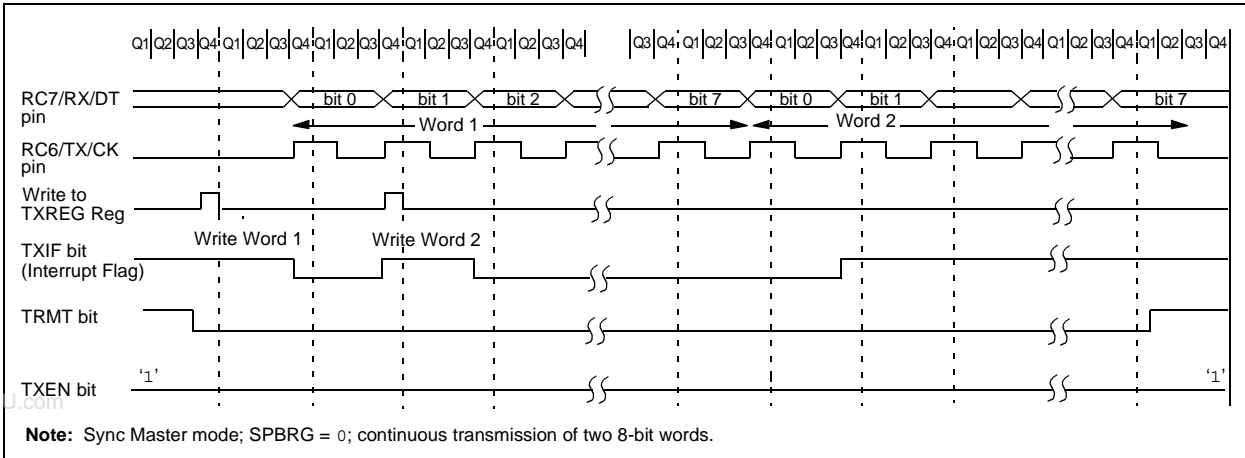 Q1 Q2 Q3 Q4 Q1 Q2 Q3 Q4 Q1 Q2 Q3 Q4 Q1 Q2 Q3 Q4 Q3 Q4 Q1 Q2 Q3 Q4 Q1 Q2 Q3 Q4 Q1 Q2 Q3 Q4 Q1 Q2 Q3 Q4 Q1 Q2 Q3 Q4 Q1 Q2 Q3 Q4
RC7/RX/DT
pin
bit 0 bit 1 bit 2 bit 7 bit 0 bit 1 bit 7
Word 1 Word 2
RC6/TX/CK
pin
Write to
TXREG Reg
Write Word 1 Write Word 2
TXIF bit
(Interrupt Flag)
TRMT bit
‘1’ ‘1’
TXEN bit
U.com
Note: Sync Master mode; SPBRG = 0; continuous transmission of two 8-bit words.